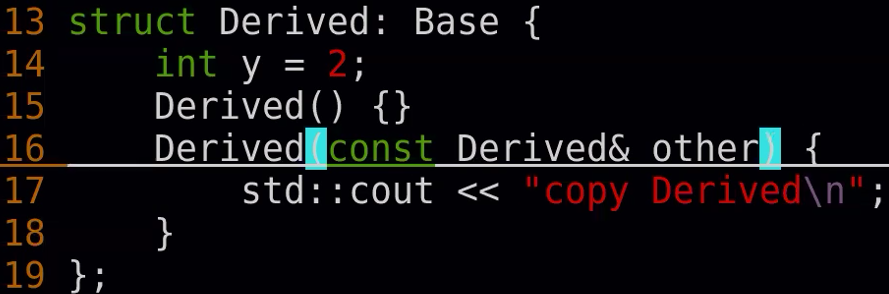 13 struct Derived: Base {
14     int y = 2;
15     Derived() {}
16     Derived(const Derived& other) {
17         std::cout << "copy Derived\n";
18     }
19 };